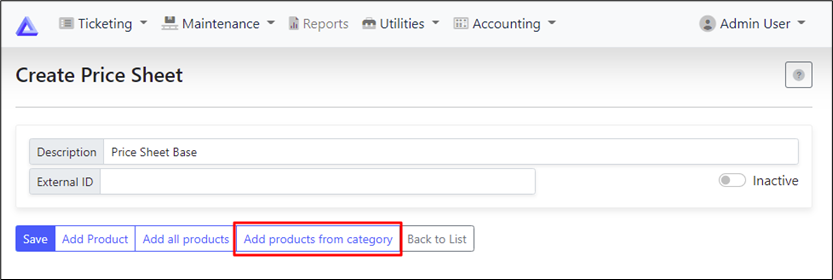 Ticketing Maintenance Reports Utilities Accounting Admin User
Create Price Sheet ?
Description Price Sheet Base
External ID Inactive
Save Add Product Add all products Add products from category Back to List